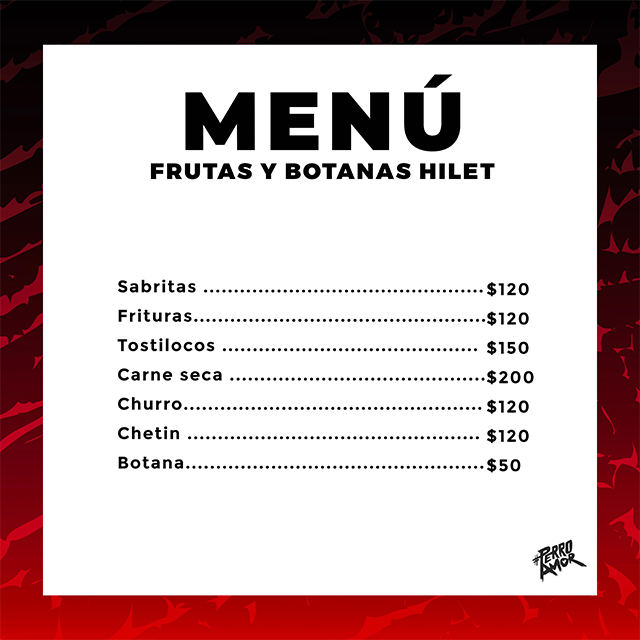 MENÚ
FRUTAS Y BOTANAS HILET
Sabritas ................................................$120
Frituras..................................................$120
Tostilocos ............................................ $150
Carne seca ............................................$200
Churro................................................... $120
Chetin .................................................. $120
Botana...................................................$50
#PERRO
AMOR